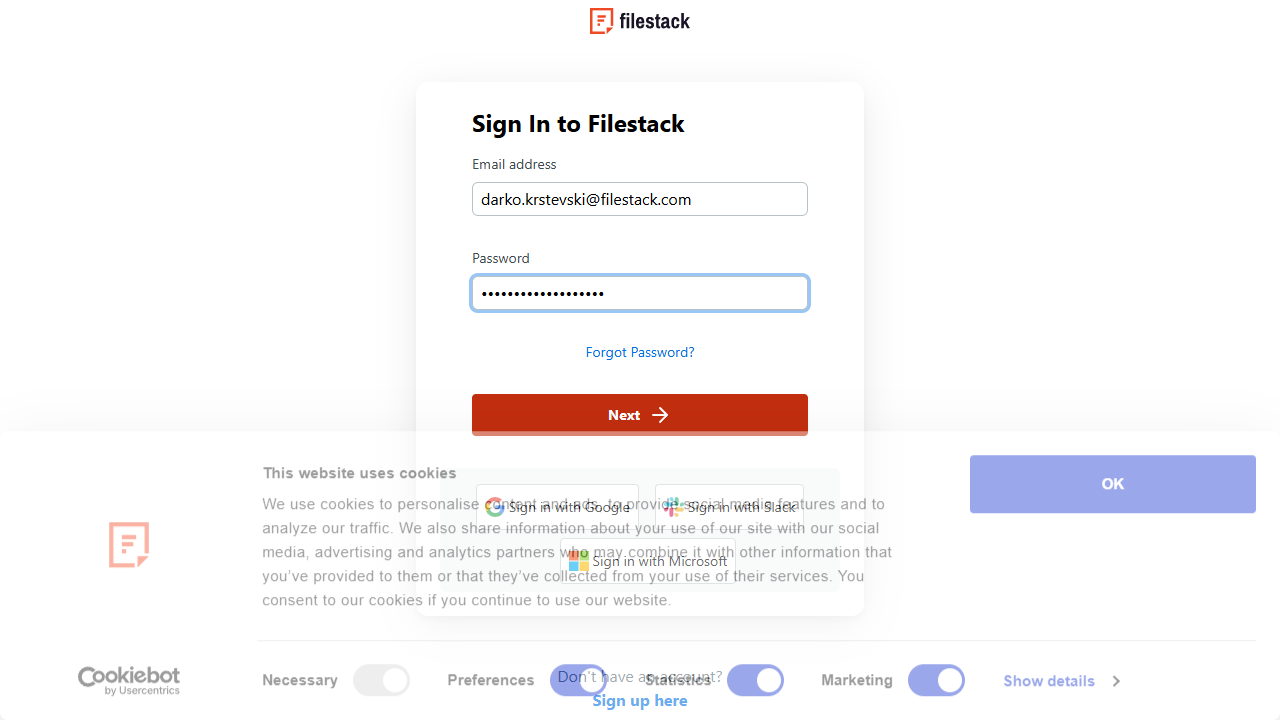 filestack
Sign In to Filestack
Email address
darko.krstevski@filestack.com
Password
•••••••••••••••••••
Forgot Password?
Next
This website uses cookies
We use cookies to personalise content and ads, to provide social media features and to
analyze our traffic. We also share information about your use of our site with our social
media, advertising and analytics partners who may combine it with other information that
you've provided to them or that they've collected from your use of their services. You
consent to our cookies if you continue to use our website.
OK
Sign in with Google
Sign in with Slack
Sign in with Microsoft
Cookiebot
by Usercentrics
Necessary
Preferences
Statistics
Marketing
Show details
Don't have an account?
Sign up here